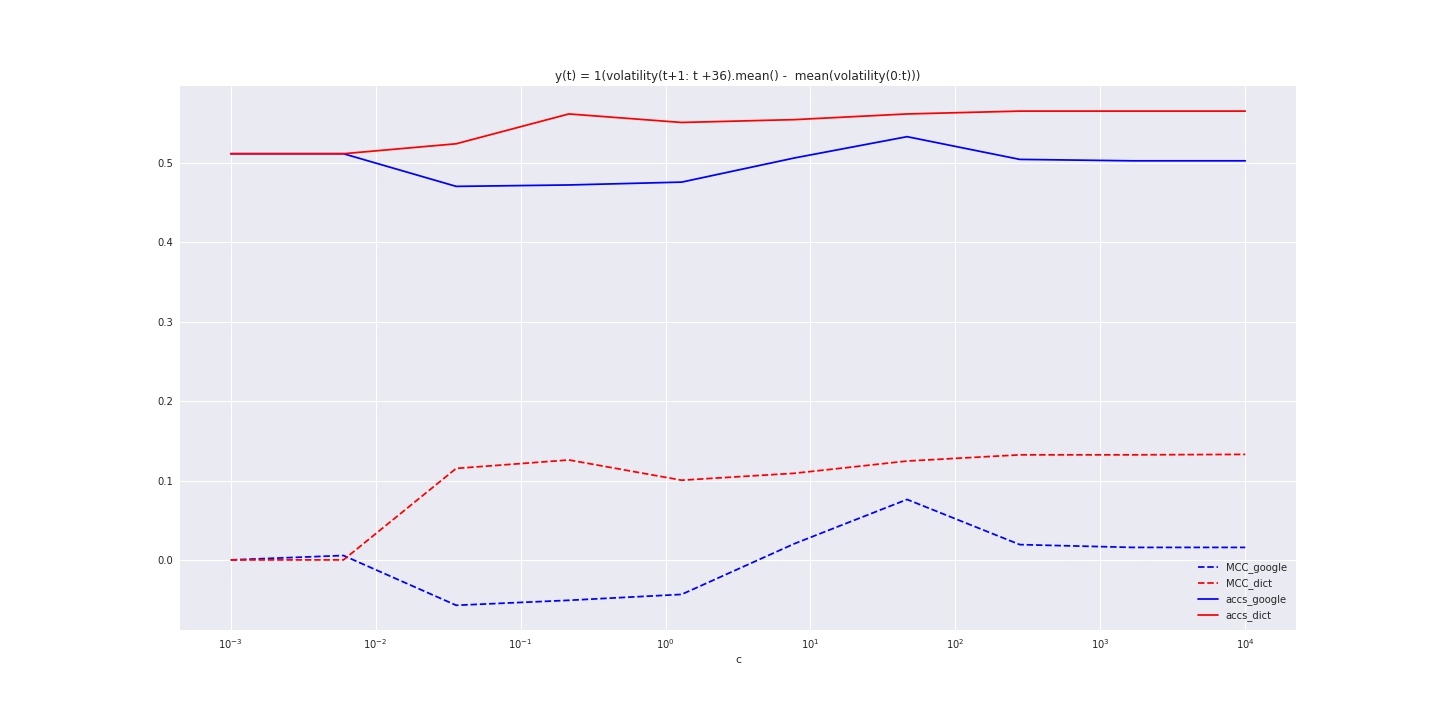 y(t) = 1(volatility(t+1: t +36).mean() -  mean(volatility(0:t)))
0.5
0.4
0.3
0.2
0.1
0.0
MCC_google
MCC_dict
accs_google
accs_dict
10⁻³ 10⁻² 10⁻¹ 10⁰ 10¹ 10² 10³ 10⁴
c